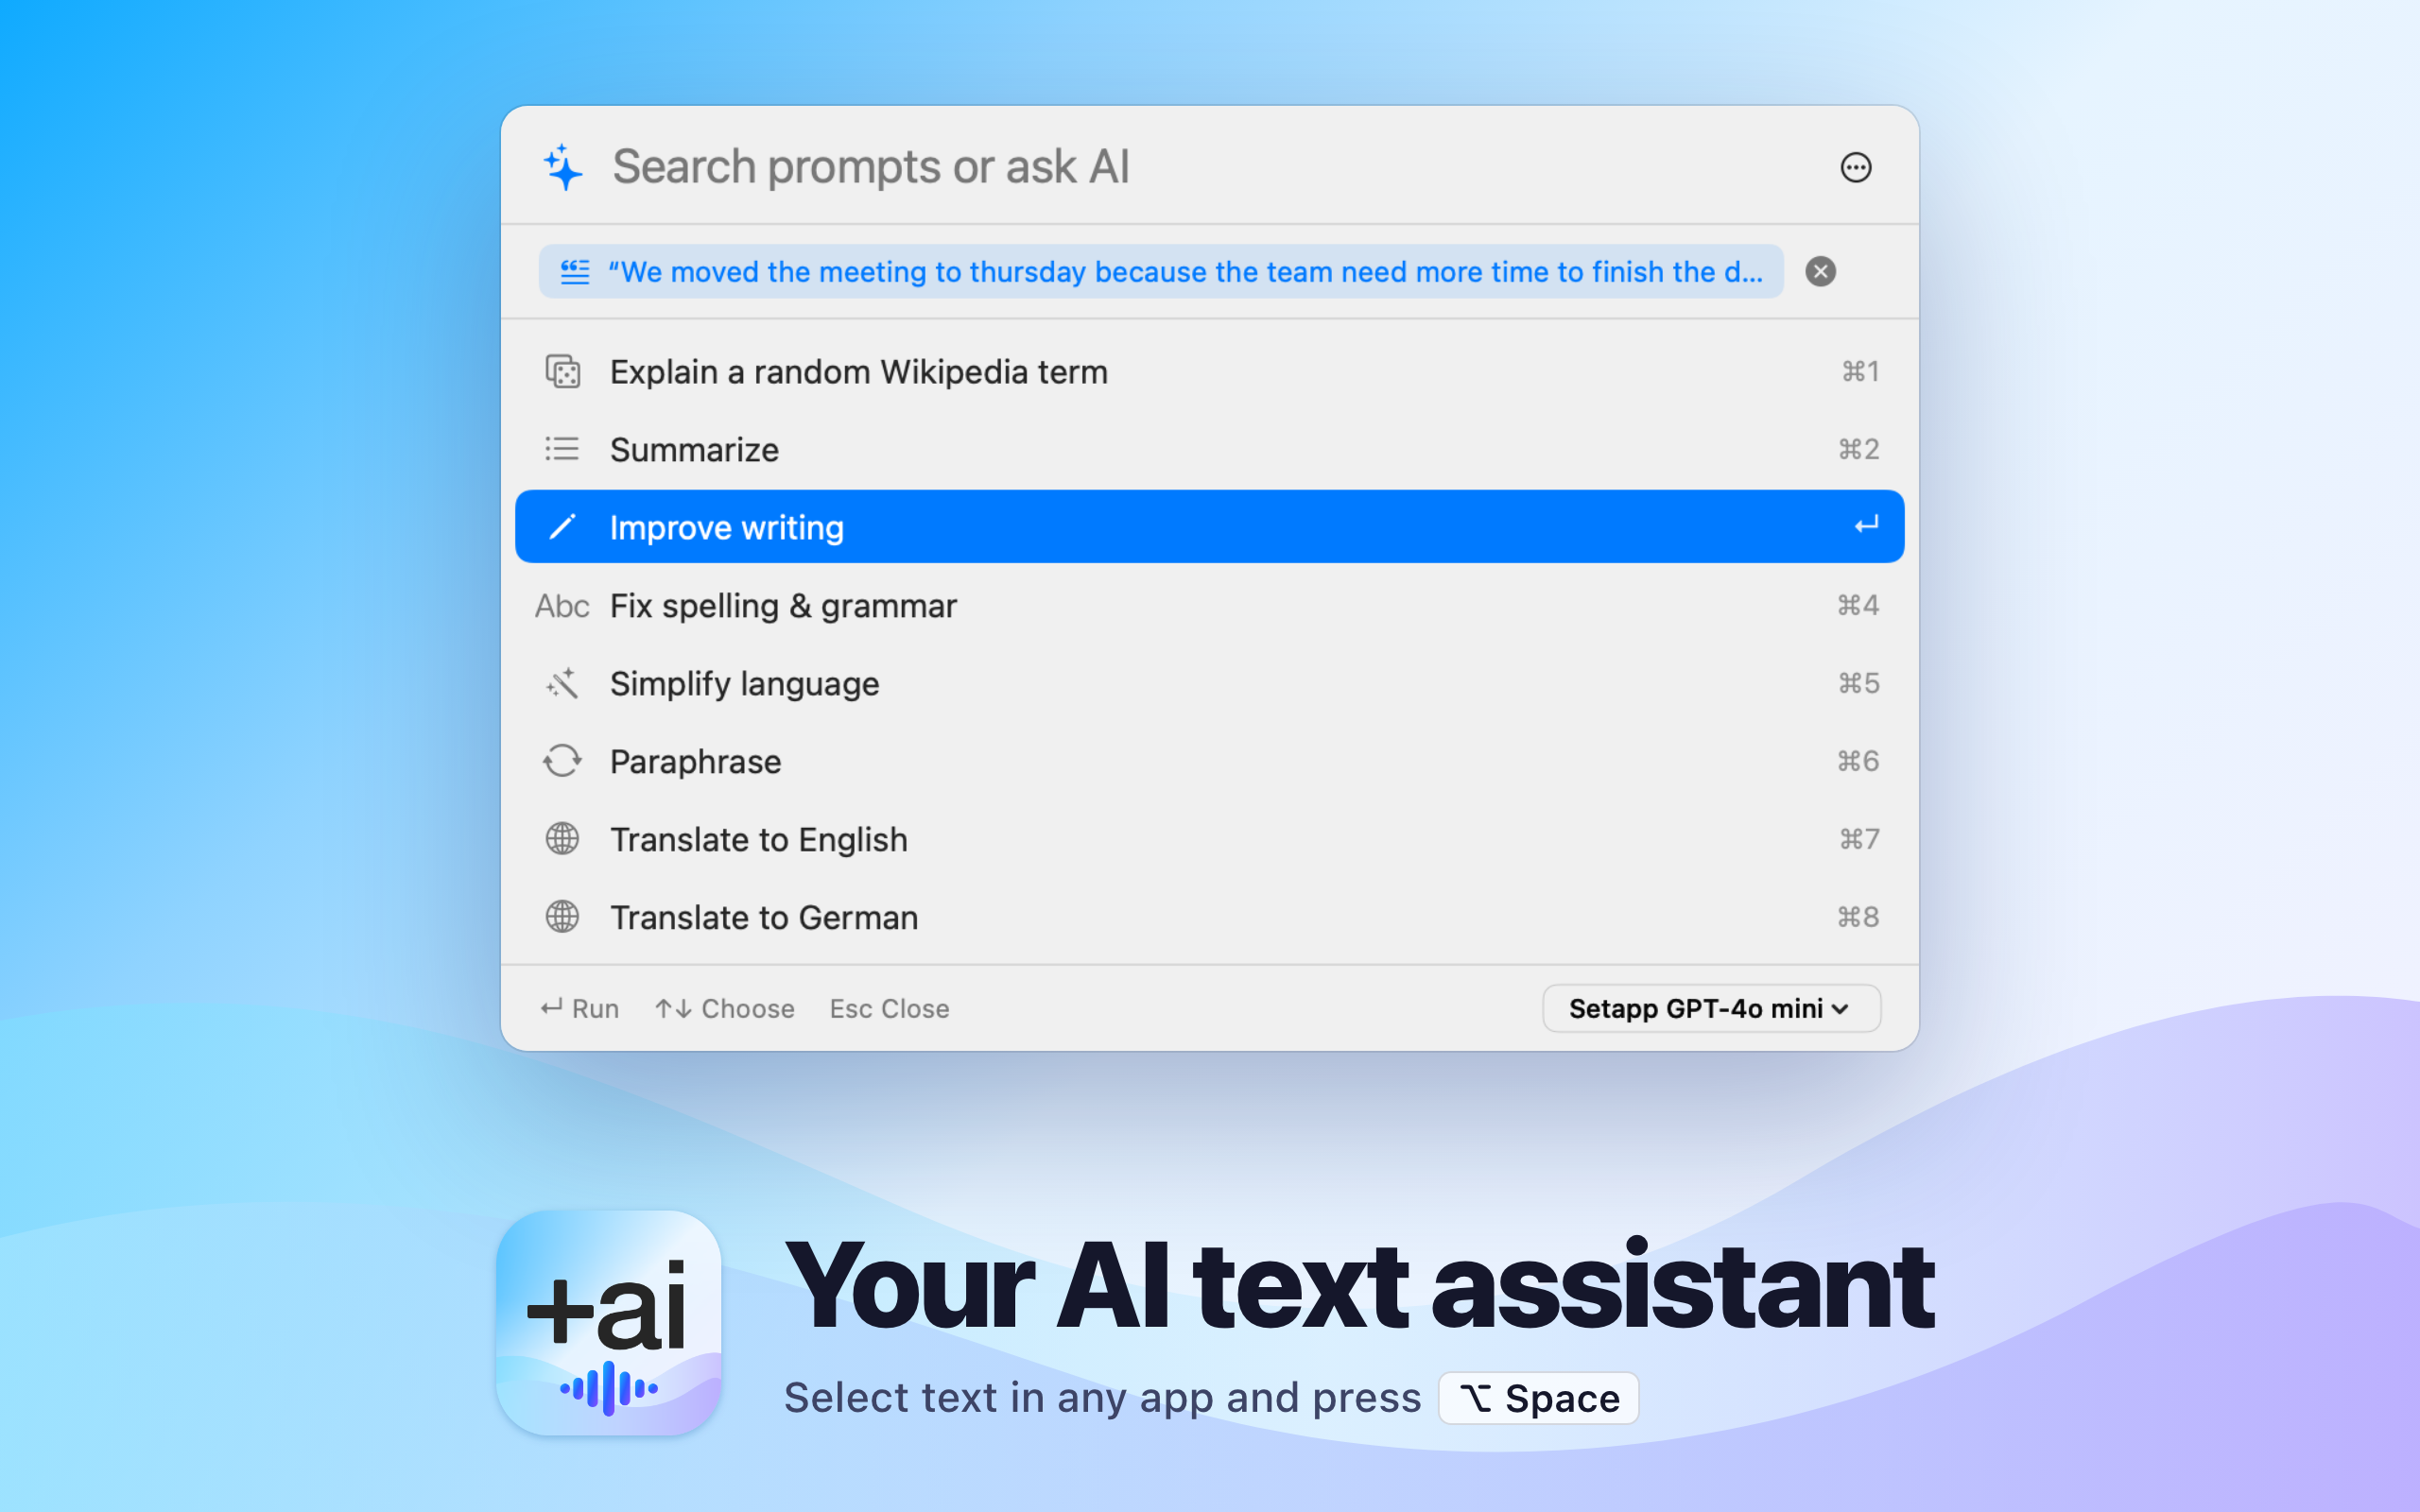 Search prompts or ask AI
“We moved the meeting to thursday because the team need more time to finish the d...
Explain a random Wikipedia term ⌘1
Summarize ⌘2
Improve writing ↵
Abc Fix spelling & grammar ⌘4
Simplify language ⌘5
Paraphrase ⌘6
Translate to English ⌘7
Translate to German ⌘8
↵ Run ↑↓ Choose Esc Close Setapp GPT-4o mini
+ai
Your AI text assistant
Select text in any app and press ⌥ Space